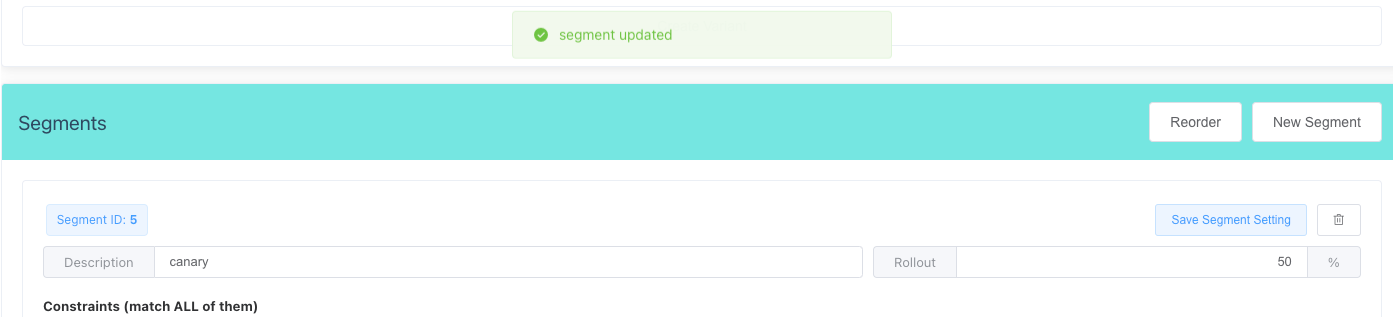 segment updated
Segments
Reorder
New Segment
Segment ID: 5
Save Segment Setting
Description
canary
Rollout
50
%
Constraints (match ALL of them)